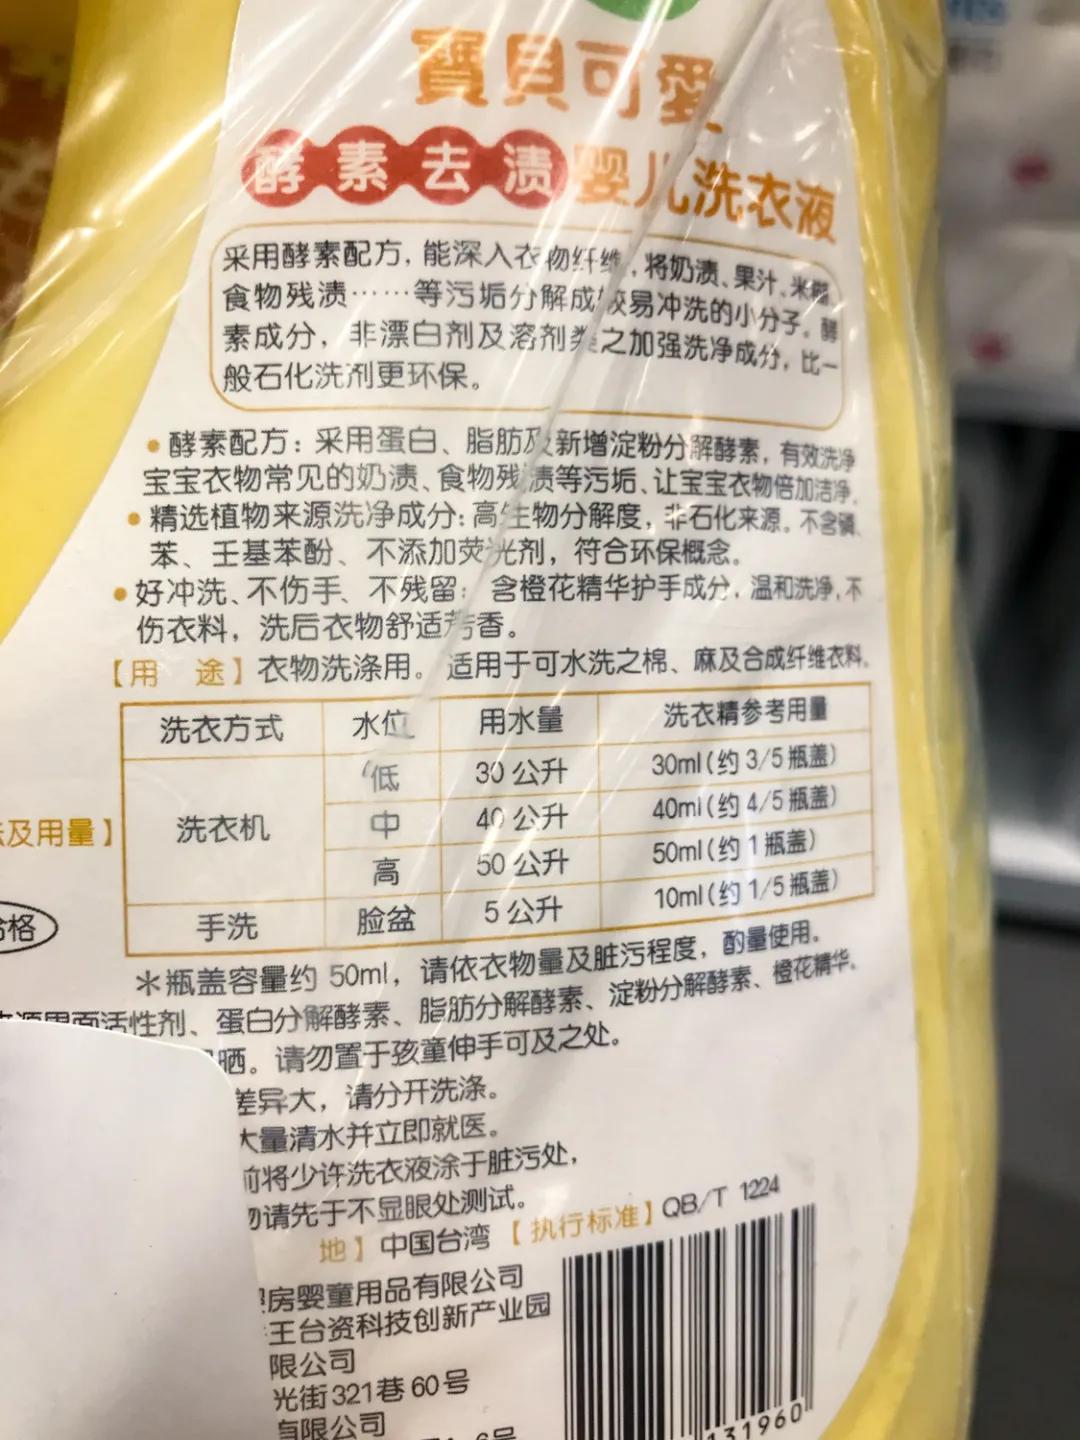 寶貝可愛
酵素去渍婴儿洗衣液
采用酵素配方，能深入衣物纤维，将奶渍、果汁、米糊、
食物残渍……等污垢分解成较易冲洗的小分子。酵
素成分，非漂白剂及溶剂类之加强洗净成分，比一
般石化洗剂更环保。
•酵素配方：采用蛋白、脂肪及新增淀粉分解酵素，有效洗净
宝宝衣物常见的奶渍、食物残渍等污垢、让宝宝衣物倍加洁净。
•精选植物来源洗净成分：高生物分解度，非石化来源。不含磷、
苯、壬基苯酚、不添加荧光剂，符合环保概念。
•好冲洗、不伤手、不残留：含橙花精华护手成分，温和洗净，不
伤衣料，洗后衣物舒适芳香。
【用 途】衣物洗涤用。适用于可水洗之棉、麻及合成纤维衣料。
洗衣方式 水位 用水量 洗衣精参考用量
低 30公升 30ml(约3/5瓶盖)
及用量】 洗衣机 中 40公升 40ml(约4/5瓶盖)
高 50公升 50ml(约1瓶盖)
格 手洗 脸盆 5公升 10ml(约1/5瓶盖)
＊瓶盖容量约50ml，请依衣物量及脏污程度，酌量使用。
活性剂、蛋白分解酵素、脂肪分解酵素、淀粉分解酵素、橙花精华。
晒。请勿置于孩童伸手可及之处。
差异大，请分开洗涤。
大量清水并立即就医。
前将少许洗衣液涂于脏污处，
请先于不显眼处测试。
地】中国台湾【执行标准】QB/T 1224
房婴童用品有限公司
王台资科技创新产业园
限公司
光街321巷60号
有限公司
131960